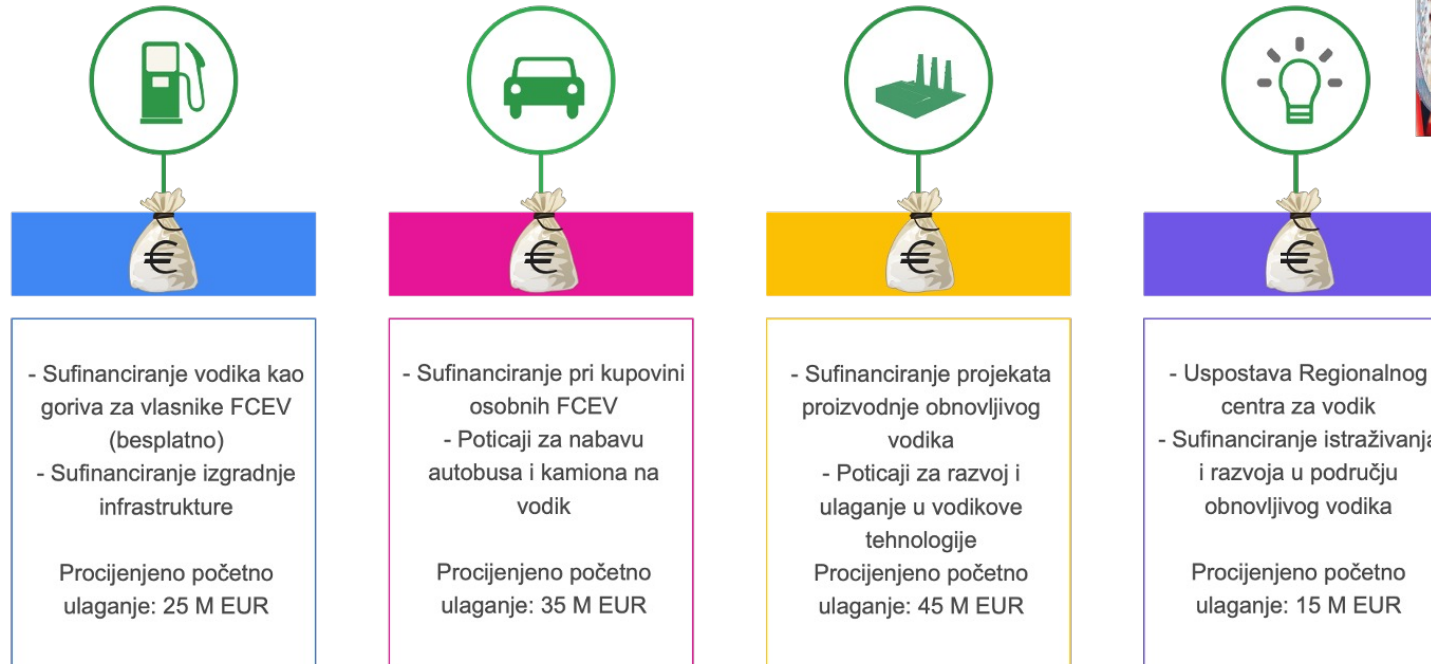 €
€
€
€
- Sufinanciranje vodika kao
goriva za vlasnike FCEV
(besplatno)
- Sufinanciranje izgradnje
infrastrukture
Procijenjeno početno
ulaganje: 25 M EUR
- Sufinanciranje pri kupovini
osobnih FCEV
- Poticaji za nabavu
autobusa i kamiona na
vodik
Procijenjeno početno
ulaganje: 35 M EUR
- Sufinanciranje projekata
proizvodnje obnovljivog
vodika
- Poticaji za razvoj i
ulaganje u vodikove
tehnologije
Procijenjeno početno
ulaganje: 45 M EUR
- Uspostava Regionalnog
centra za vodik
- Sufinanciranje istraživanja
i razvoja u području
obnovljivog vodika
Procijenjeno početno
ulaganje: 15 M EUR